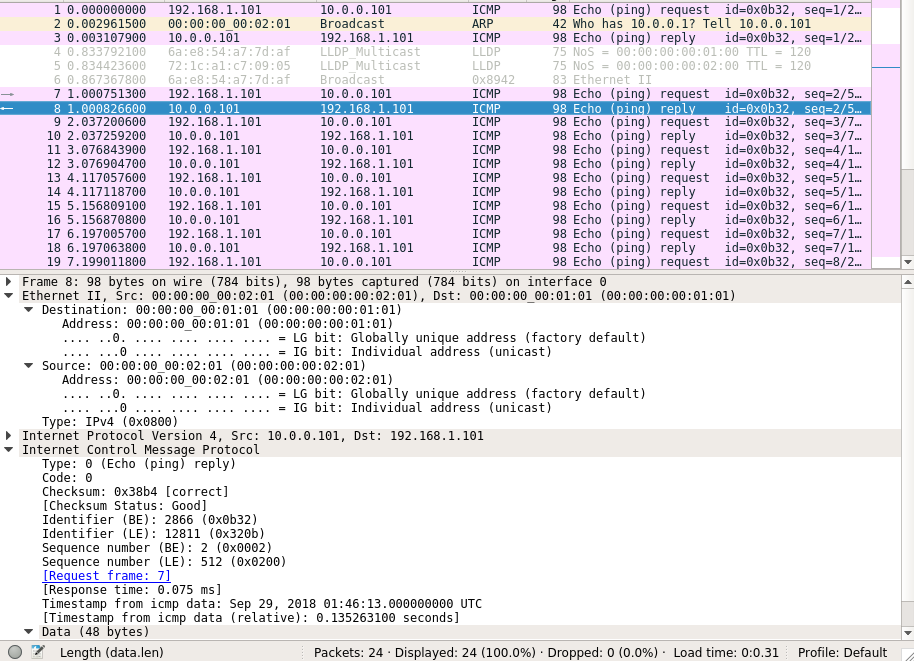 1 0.000000000 192.168.1.101 10.0.0.101 ICMP 98 Echo (ping) request id=0x0b32, seq=1/2…
2 0.002961500 00:00:00_00:02:01 Broadcast ARP 42 Who has 10.0.0.1? Tell 10.0.0.101
3 0.003107900 10.0.0.101 192.168.1.101 ICMP 98 Echo (ping) reply id=0x0b32, seq=1/2…
4 0.833792100 6a:e8:54:a7:7d:af LLDP_Multicast LLDP 75 NoS = 00:00:00:00:01:00 TTL = 120
5 0.834423600 72:1c:a1:c7:09:05 LLDP_Multicast LLDP 75 NoS = 00:00:00:00:02:00 TTL = 120
6 0.867367800 6a:e8:54:a7:7d:af Broadcast 0x8942 83 Ethernet II
7 1.000751300 192.168.1.101 10.0.0.101 ICMP 98 Echo (ping) request id=0x0b32, seq=2/5…
8 1.000826600 10.0.0.101 192.168.1.101 ICMP 98 Echo (ping) reply id=0x0b32, seq=2/5…
9 2.037200600 192.168.1.101 10.0.0.101 ICMP 98 Echo (ping) request id=0x0b32, seq=3/7…
10 2.037259200 10.0.0.101 192.168.1.101 ICMP 98 Echo (ping) reply id=0x0b32, seq=3/7…
11 3.076843900 192.168.1.101 10.0.0.101 ICMP 98 Echo (ping) request id=0x0b32, seq=4/1…
12 3.076904700 10.0.0.101 192.168.1.101 ICMP 98 Echo (ping) reply id=0x0b32, seq=4/1…
13 4.117057600 192.168.1.101 10.0.0.101 ICMP 98 Echo (ping) request id=0x0b32, seq=5/1…
14 4.117118700 10.0.0.101 192.168.1.101 ICMP 98 Echo (ping) reply id=0x0b32, seq=5/1…
15 5.156809100 192.168.1.101 10.0.0.101 ICMP 98 Echo (ping) request id=0x0b32, seq=6/1…
16 5.156870800 10.0.0.101 192.168.1.101 ICMP 98 Echo (ping) reply id=0x0b32, seq=6/1…
17 6.197005700 192.168.1.101 10.0.0.101 ICMP 98 Echo (ping) request id=0x0b32, seq=7/1…
18 6.197063800 10.0.0.101 192.168.1.101 ICMP 98 Echo (ping) reply id=0x0b32, seq=7/1…
19 7.199011800 192.168.1.101 10.0.0.101 ICMP 98 Echo (ping) request id=0x0b32, seq=8/2…
Frame 8: 98 bytes on wire (784 bits), 98 bytes captured (784 bits) on interface 0
Ethernet II, Src: 00:00:00_00:02:01 (00:00:00:00:02:01), Dst: 00:00:00_00:01:01 (00:00:00:00:01:01)
Destination: 00:00:00_00:01:01 (00:00:00:00:01:01)
Address: 00:00:00_00:01:01 (00:00:00:00:01:01)
.... ..0. .... .... .... .... = LG bit: Globally unique address (factory default)
.... ...0 .... .... .... .... = IG bit: Individual address (unicast)
Source: 00:00:00_00:02:01 (00:00:00:00:02:01)
Address: 00:00:00_00:02:01 (00:00:00:00:02:01)
.... ..0. .... .... .... .... = LG bit: Globally unique address (factory default)
.... ...0 .... .... .... .... = IG bit: Individual address (unicast)
Type: IPv4 (0x0800)
Internet Protocol Version 4, Src: 10.0.0.101, Dst: 192.168.1.101
Internet Control Message Protocol
Type: 0 (Echo (ping) reply)
Code: 0
Checksum: 0x38b4 [correct]
[Checksum Status: Good]
Identifier (BE): 2866 (0x0b32)
Identifier (LE): 12811 (0x320b)
Sequence number (BE): 2 (0x0002)
Sequence number (LE): 512 (0x0200)
[Request frame: 7]
[Response time: 0.075 ms]
Timestamp from icmp data: Sep 29, 2018 01:46:13.000000000 UTC
[Timestamp from icmp data (relative): 0.135263100 seconds]
Data (48 bytes)
Length (data.len) Packets: 24 · Displayed: 24 (100.0%) · Dropped: 0 (0.0%) · Load time: 0:0.31 Profile: Default